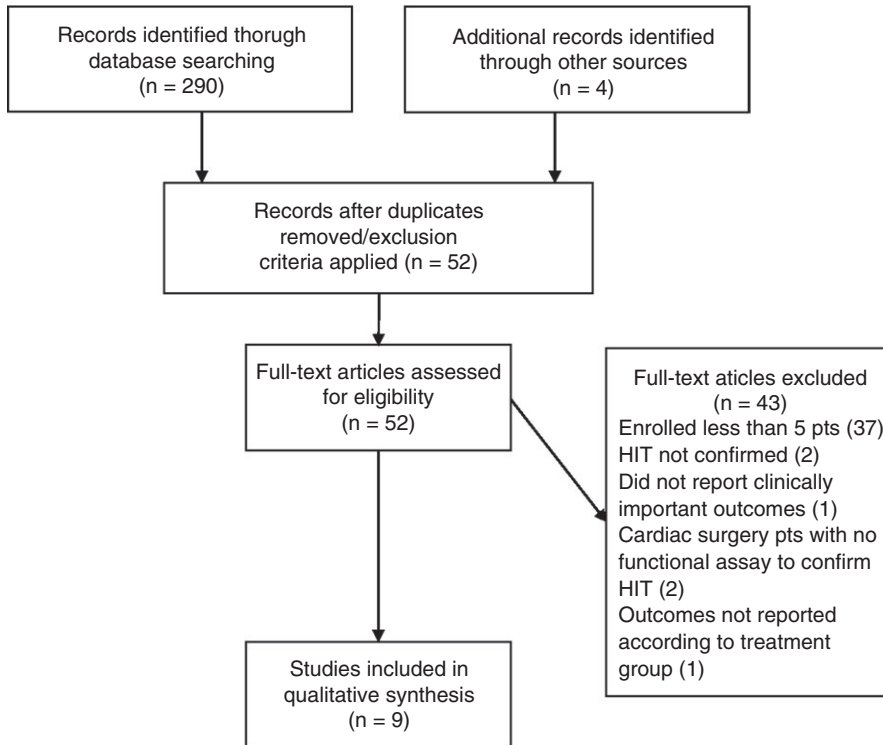 Records identified thorugh
database searching
(n = 290)
Additional records identified
through other sources
(n = 4)
Records after duplicates
removed/exclusion
criteria applied (n = 52)
Full-text articles assessed
for eligibility
(n = 52)
Full-text aticles excluded
(n = 43)
Enrolled less than 5 pts (37)
HIT not confirmed (2)
Did not report clinically
important outcomes (1)
Cardiac surgery pts with no
functional assay to confirm
HIT (2)
Outcomes not reported
according to treatment
group (1)
Studies included in
qualitative synthesis
(n = 9)